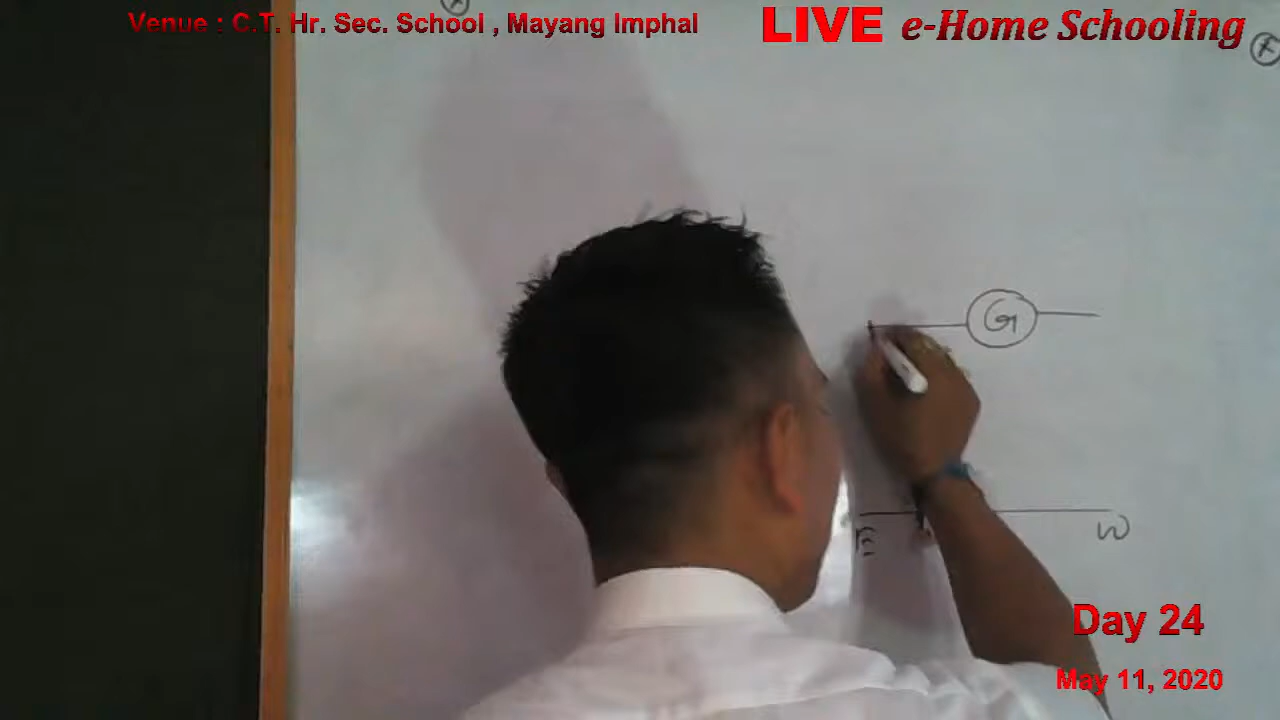 Venue : C.T. Hr. Sec. School , Mayang Imphal
LIVE e-Home Schooling
F
G
E
W
Day 24
May 11, 2020